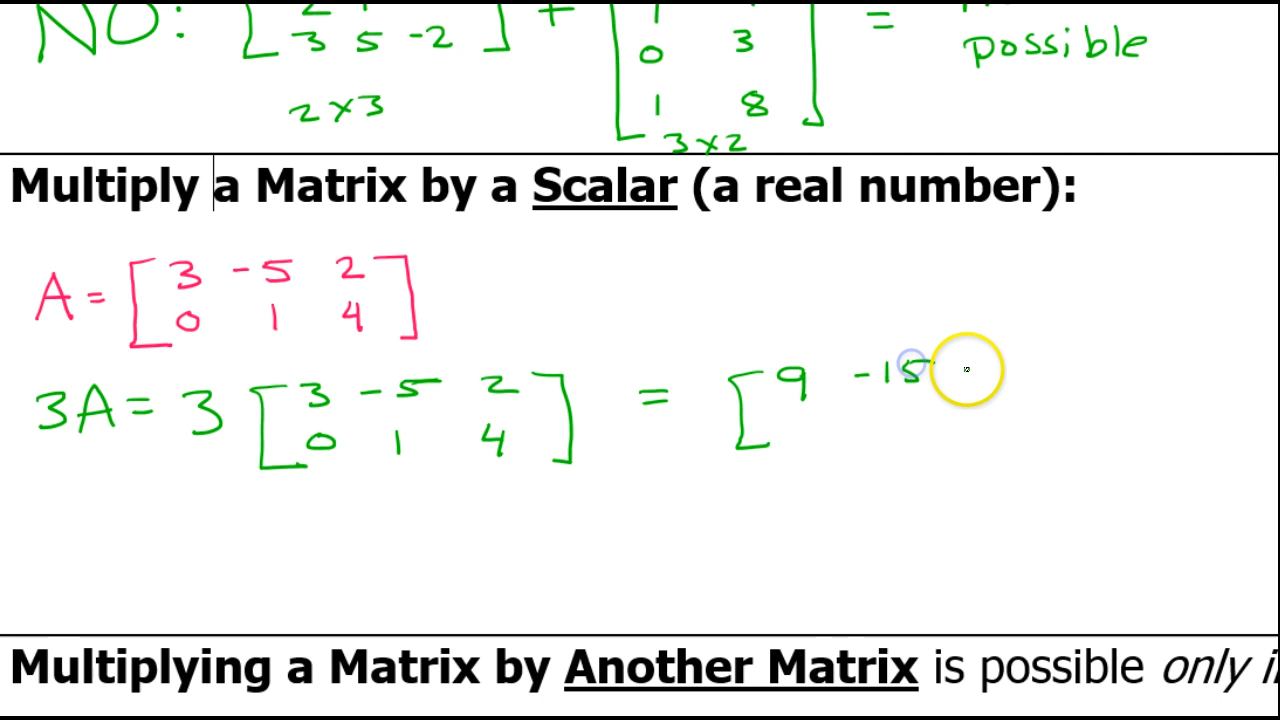 NO: [ 3 5 -2 ] + [ 0 3 =
possible
1 8 ]
2x3
3x2
Multiply a Matrix by a Scalar (a real number):
A = [ 3 -5 2
0 1 4 ]
3A = 3 [ 3 -5 2 = [ 9 -15
0 1 4 ]
Multiplying a Matrix by Another Matrix is possible only